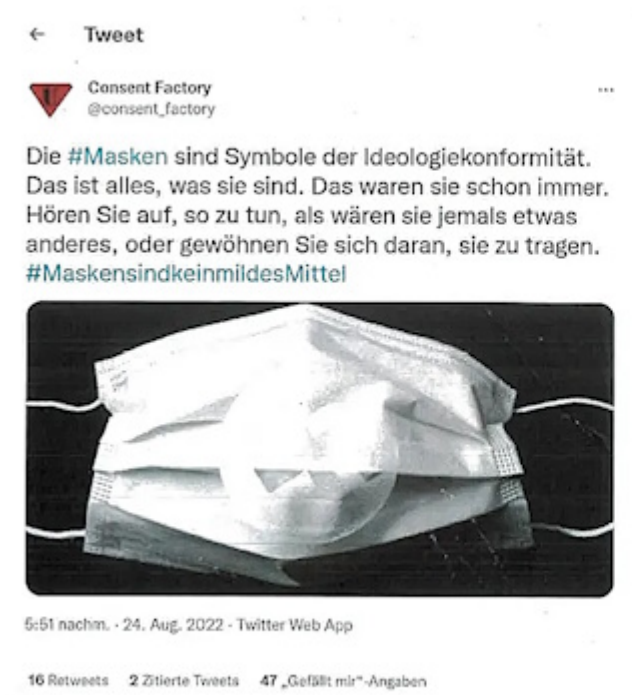 Tweet
Consent Factory
@consent_factory
Die #Masken sind Symbole der Ideologiekonformität.
Das ist alles, was sie sind. Das waren sie schon immer.
Hören Sie auf, so zu tun, als wären sie jemals etwas
anderes, oder gewöhnen Sie sich daran, sie zu tragen.
#MaskensindkeinmildesMittel
5:51 nachm. · 24. Aug. 2022 · Twitter Web App
16 Retweets 2 Zitierte Tweets 47 „Gefällt mir“-Angaben